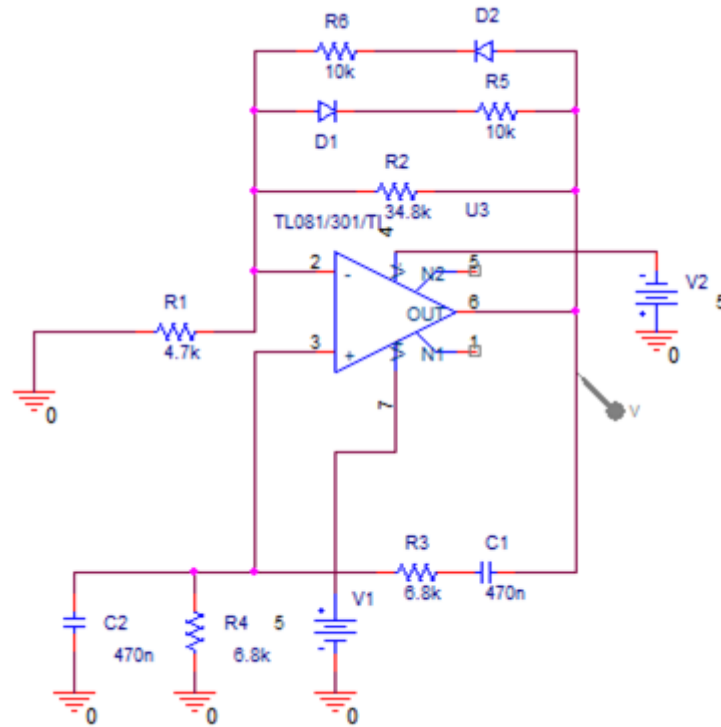 R6
D2
10k
R5
D1
10k
R2
34.8k
U3
TL081/301/TL
4
2
-
N2
5
V2
5
R1
OUT
6
4.7k
3
+
N1
1
0
0
7
V
R3
C1
6.8k
470n
V1
C2
R4
5
470n
6.8k
0
0
0